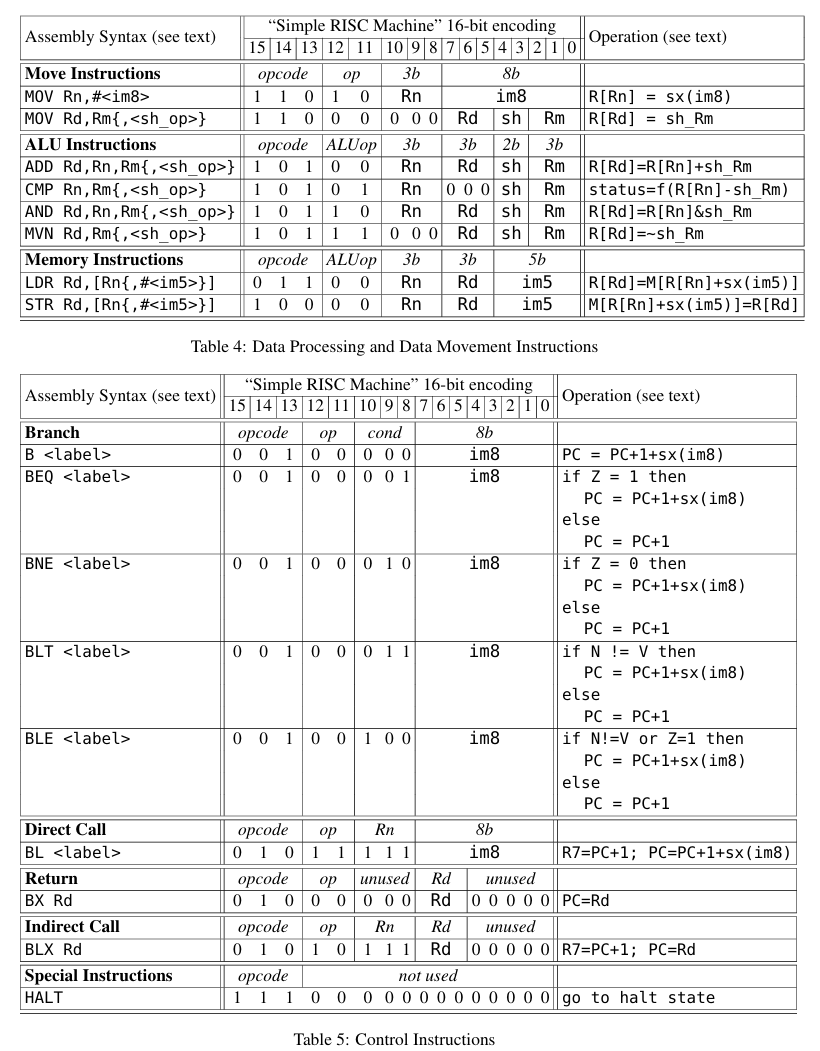 Assembly Syntax (see text) “Simple RISC Machine” 16-bit encoding Operation (see text)
15 14 13 12 11 10 9 8 7 6 5 4 3 2 1 0
Move Instructions opcode op 3b 8b
MOV Rn,#<im8> 1 1 0 1 0 Rn im8 R[Rn] = sx(im8)
MOV Rd,Rm{,<sh_op>} 1 1 0 0 0 0 0 0 Rd sh Rm R[Rd] = sh_Rm
ALU Instructions opcode ALUop 3b 3b 2b 3b
ADD Rd,Rn,Rm{,<sh_op>} 1 0 1 0 0 Rn Rd sh Rm R[Rd]=R[Rn]+sh_Rm
CMP Rn,Rm{,<sh_op>} 1 0 1 0 1 Rn 0 0 0 sh Rm status=f(R[Rn]-sh_Rm)
AND Rd,Rn,Rm{,<sh_op>} 1 0 1 1 0 Rn Rd sh Rm R[Rd]=R[Rn]&sh_Rm
MVN Rd,Rm{,<sh_op>} 1 0 1 1 1 0 0 0 Rd sh Rm R[Rd]=~sh_Rm
Memory Instructions opcode ALUop 3b 3b 5b
LDR Rd,[Rn{,#<im5>}] 0 1 1 0 0 Rn Rd im5 R[Rd]=M[R[Rn]+sx(im5)]
STR Rd,[Rn{,#<im5>}] 1 0 0 0 0 Rn Rd im5 M[R[Rn]+sx(im5)]=R[Rd]
Table 4: Data Processing and Data Movement Instructions
Assembly Syntax (see text) “Simple RISC Machine” 16-bit encoding Operation (see text)
15 14 13 12 11 10 9 8 7 6 5 4 3 2 1 0
Branch opcode op cond 8b
B <label> 0 0 1 0 0 0 0 0 im8 PC = PC+1+sx(im8)
BEQ <label> 0 0 1 0 0 0 0 1 im8 if Z = 1 then
PC = PC+1+sx(im8)
else
PC = PC+1
BNE <label> 0 0 1 0 0 0 1 0 im8 if Z = 0 then
PC = PC+1+sx(im8)
else
PC = PC+1
BLT <label> 0 0 1 0 0 0 1 1 im8 if N != V then
PC = PC+1+sx(im8)
else
PC = PC+1
BLE <label> 0 0 1 0 0 1 0 0 im8 if N!=V or Z=1 then
PC = PC+1+sx(im8)
else
PC = PC+1
Direct Call opcode op Rn 8b
BL <label> 0 1 0 1 1 1 1 1 im8 R7=PC+1; PC=PC+1+sx(im8)
Return opcode op unused Rd unused
BX Rd 0 1 0 0 0 0 0 0 Rd 0 0 0 0 0 PC=Rd
Indirect Call opcode op Rn Rd unused
BLX Rd 0 1 0 1 0 1 1 1 Rd 0 0 0 0 0 R7=PC+1; PC=Rd
Special Instructions opcode not used
HALT 1 1 1 0 0 0 0 0 0 0 0 0 0 0 0 0 go to halt state
Table 5: Control Instructions